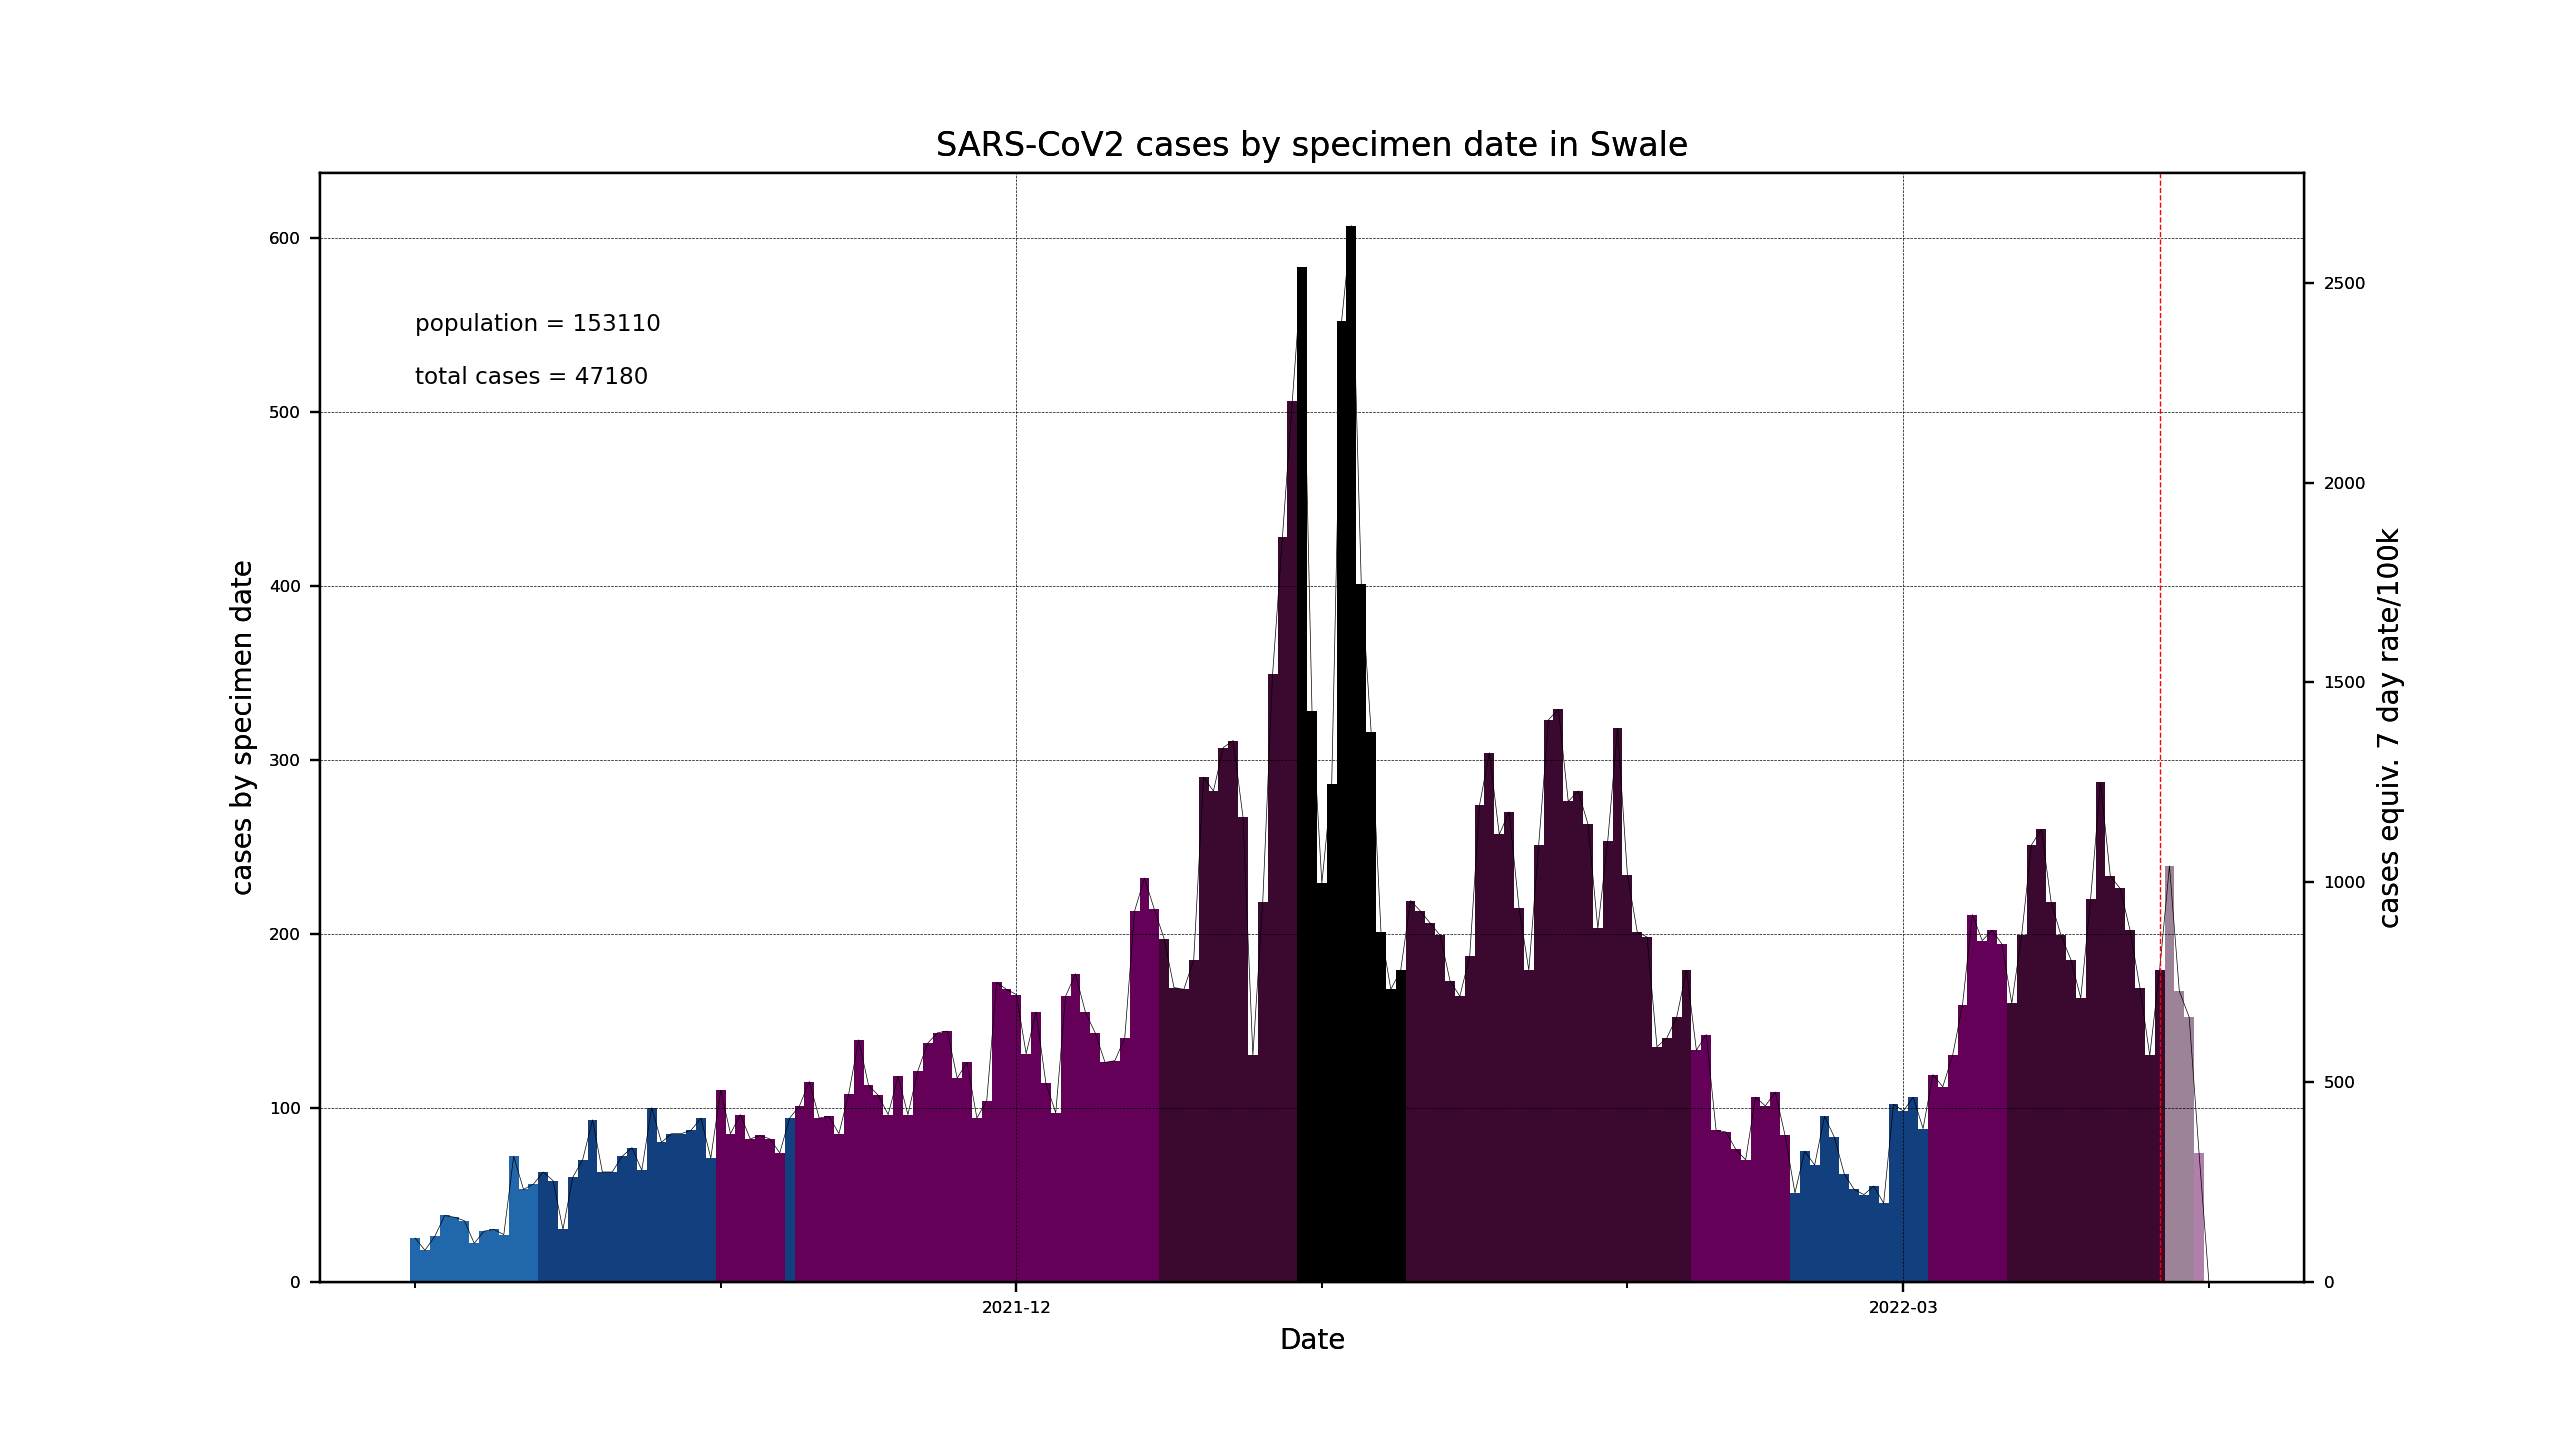 SARS-CoV2 cases by specimen date in Swale
population = 153110
total cases = 47180
cases by specimen date
600
500
400
300
200
100
0
2500
2000
1500
1000
500
0
cases equiv. 7 day rate/100k
2021-12
2022-03
Date